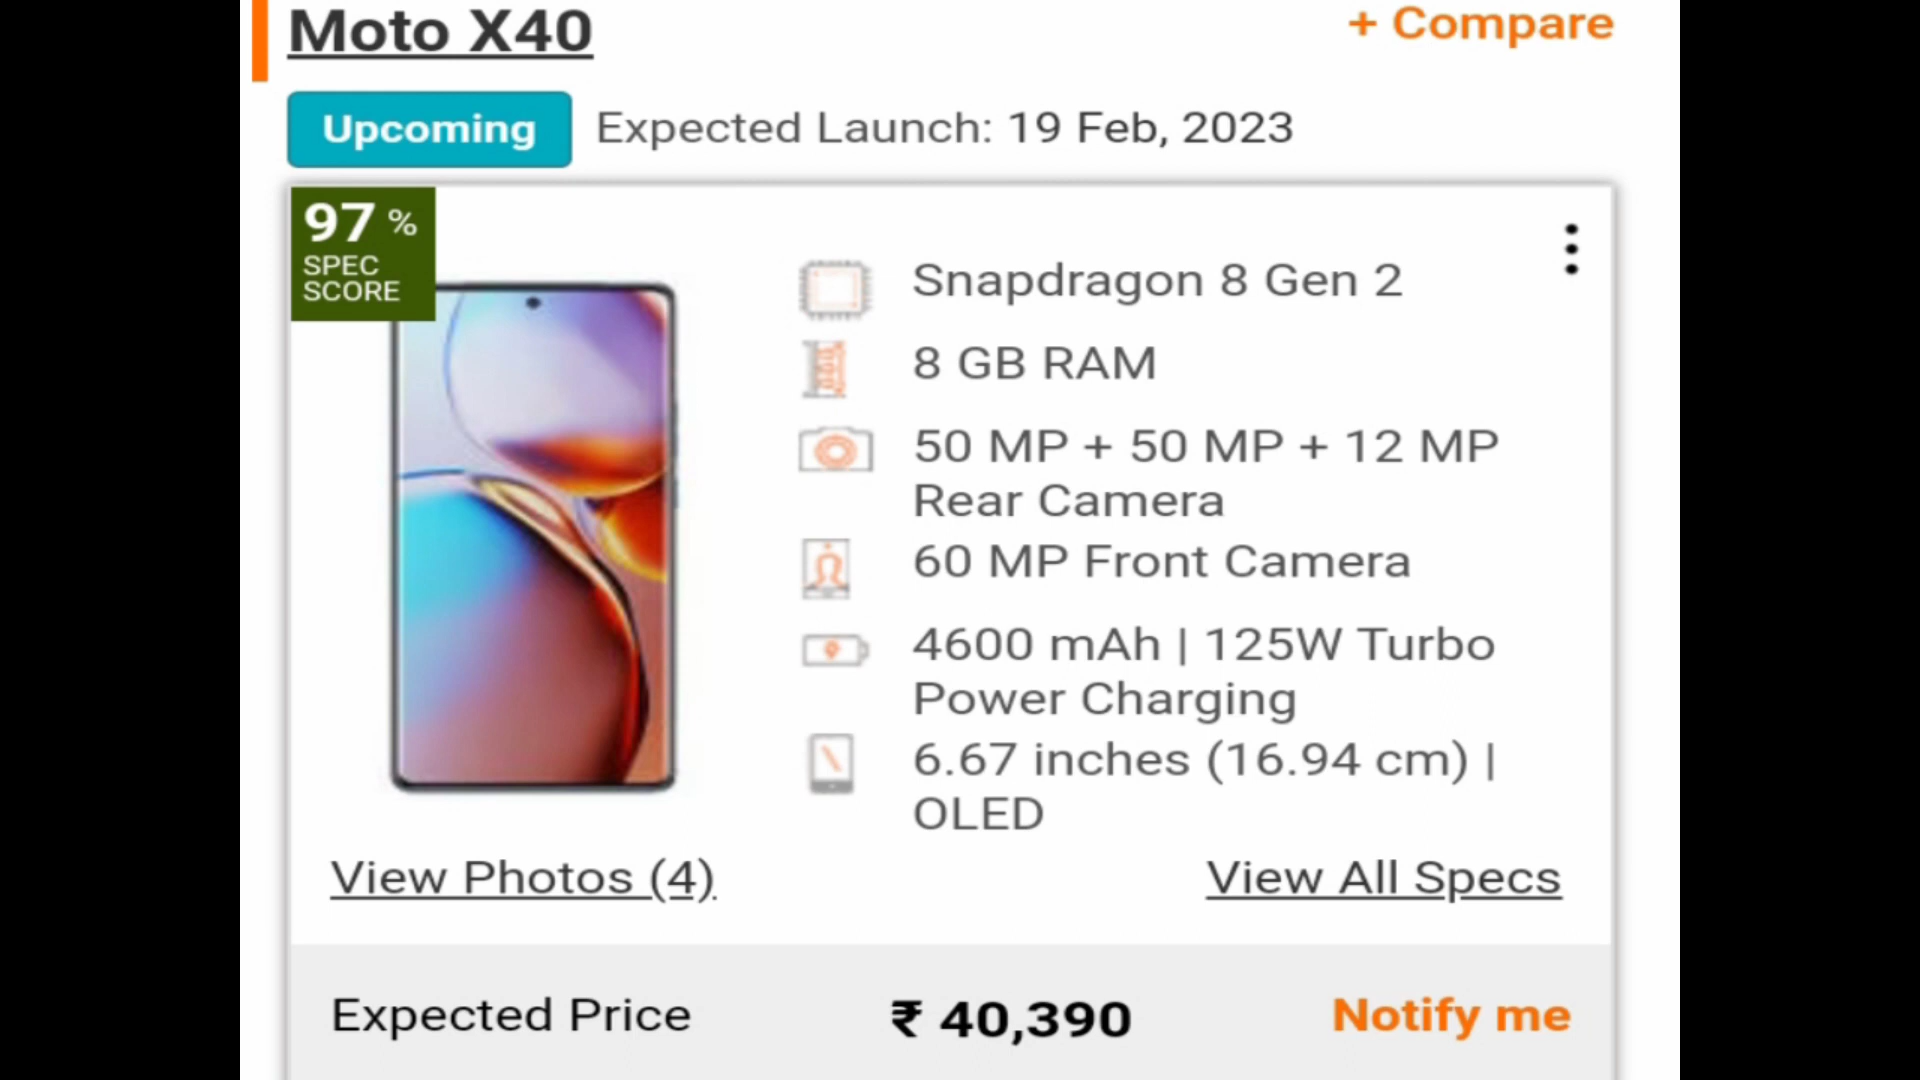 Moto X40
+ Compare
Upcoming
Expected Launch: 19 Feb, 2023
97 %
SPEC
SCORE
Snapdragon 8 Gen 2
8 GB RAM
50 MP + 50 MP + 12 MP
Rear Camera
60 MP Front Camera
4600 mAh | 125W Turbo
Power Charging
6.67 inches (16.94 cm) |
OLED
View Photos (4)
View All Specs
Expected Price
₹ 40,390
Notify me